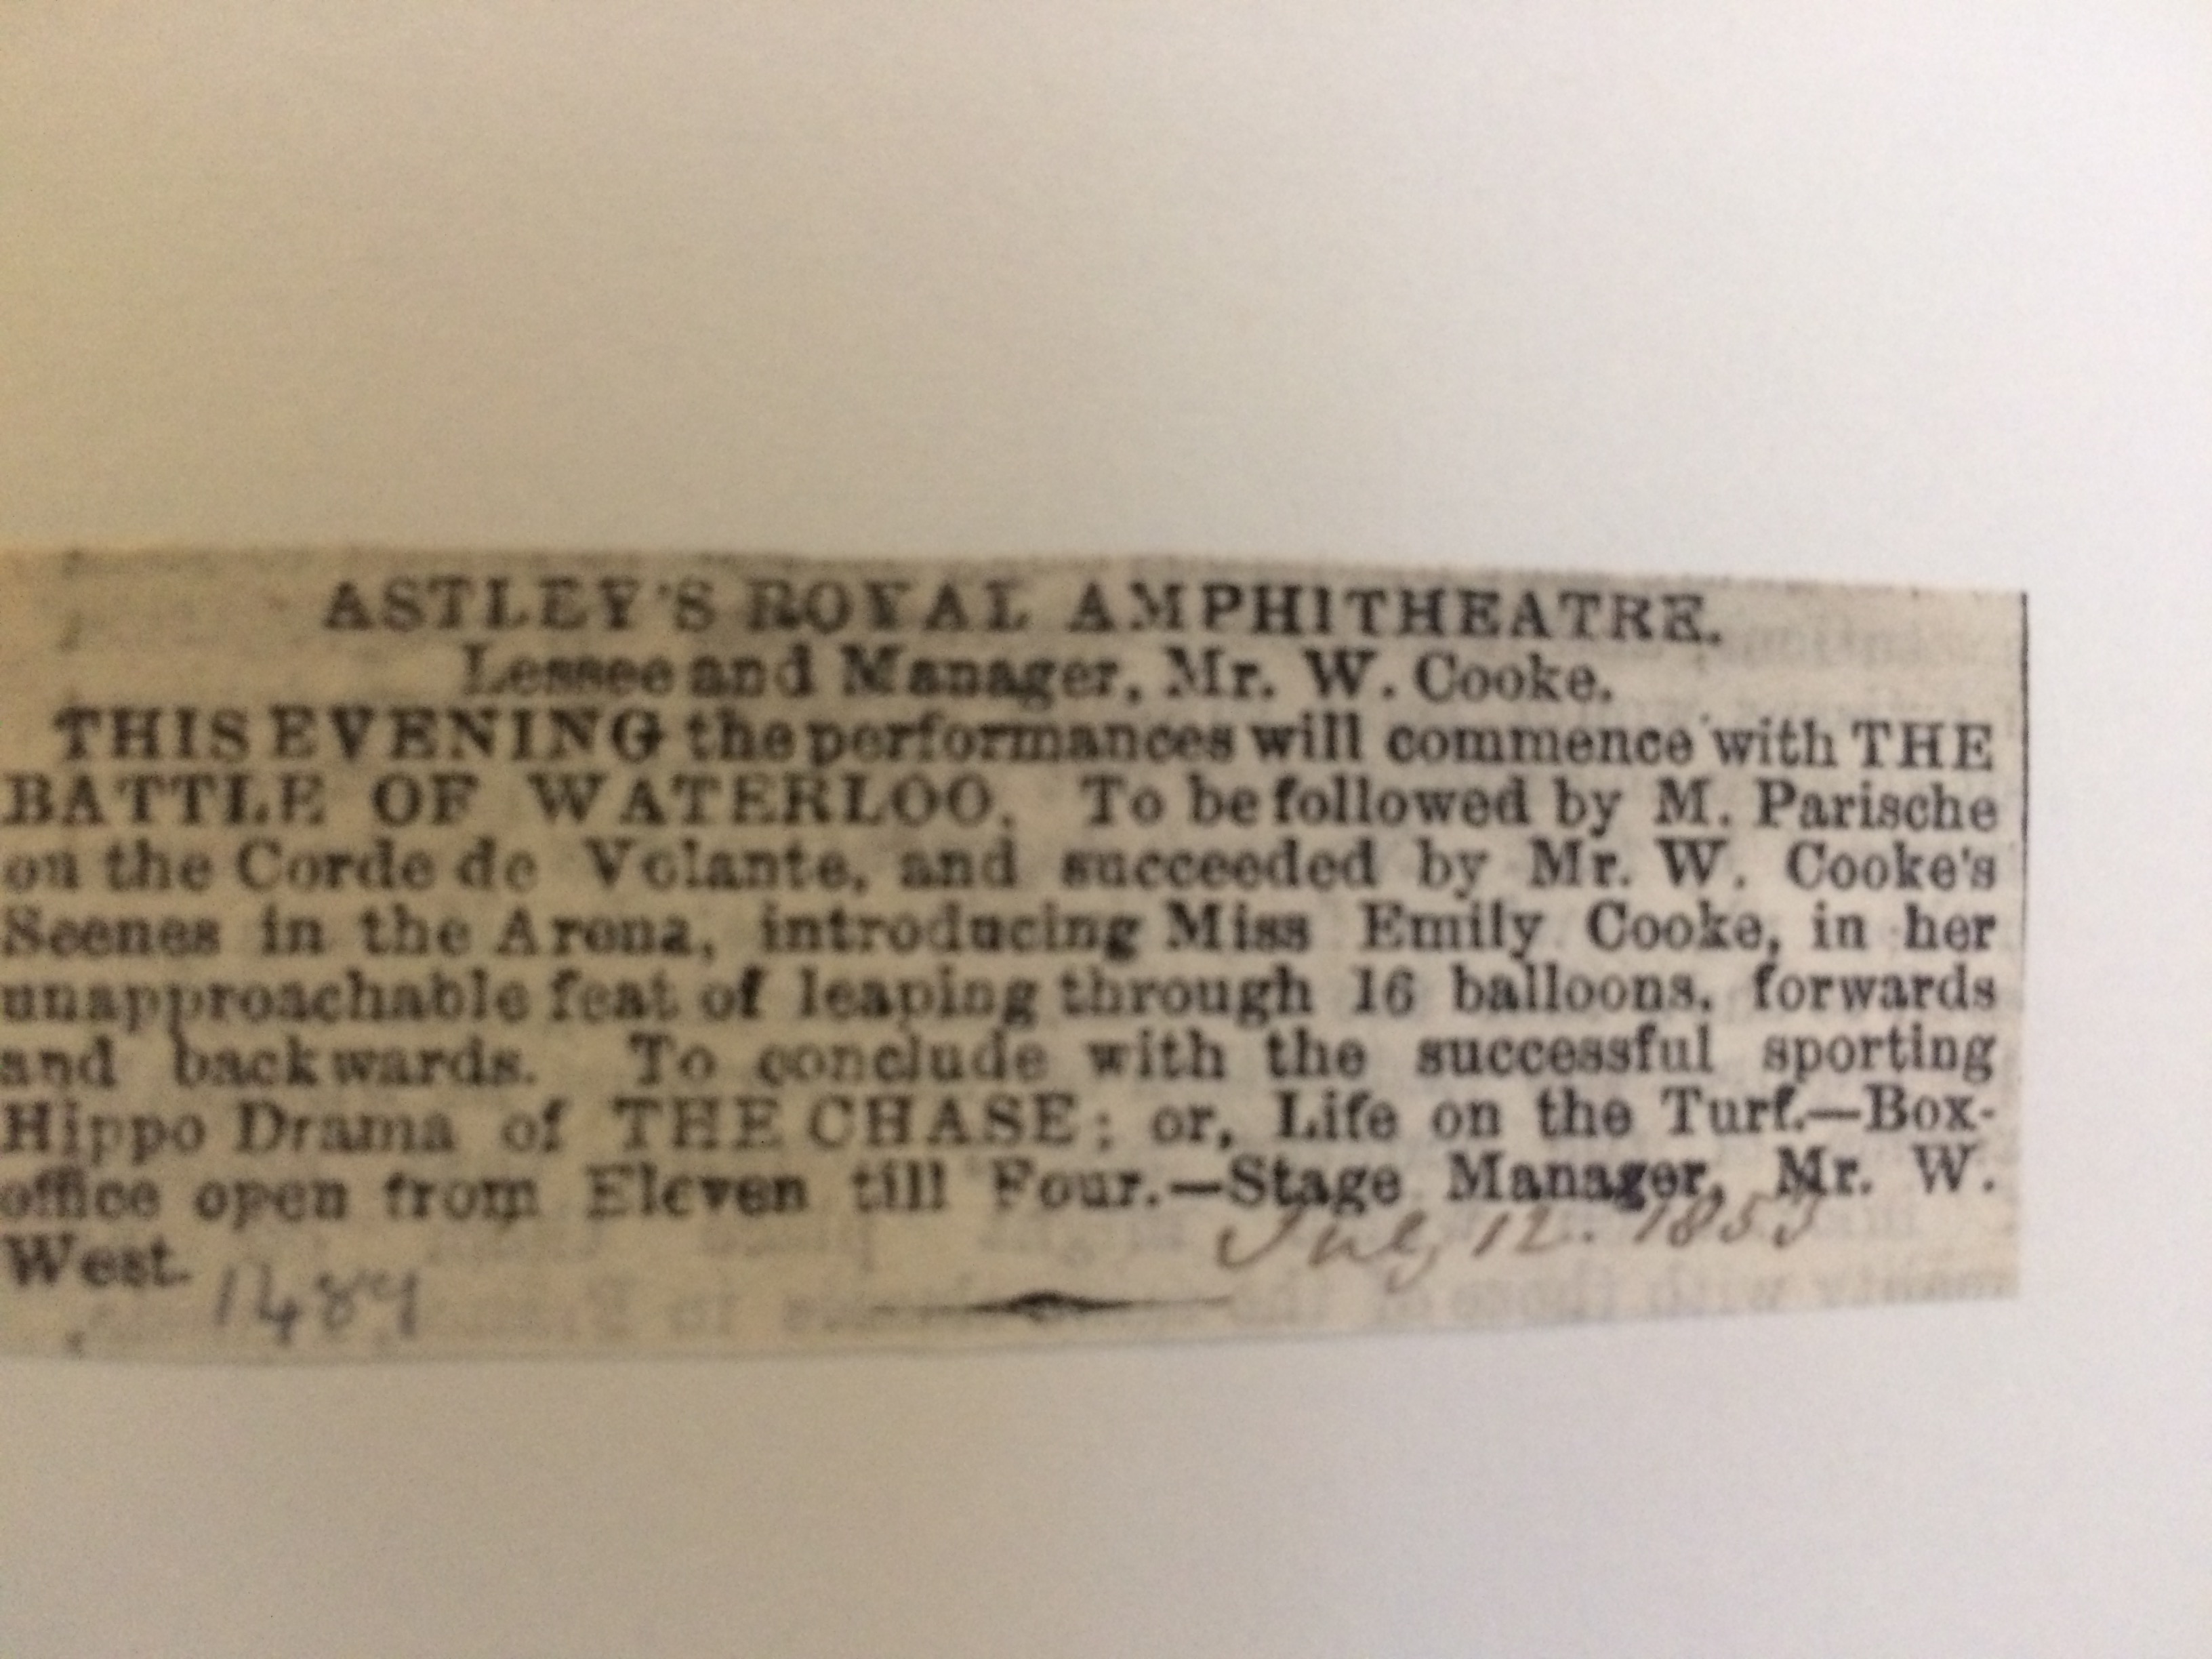 ASTLEY'S ROYAL AMPHITHEATRE.
Lessee and Manager, Mr. W. Cooke.
THIS EVENING the performances will commence with THE
BATTLE OF WATERLOO. To be followed by M. Parische
on the Corde de Volante, and succeeded by Mr. W. Cooke's
Scenes in the Arena, introducing Miss Emily Cooke, in her
unapproachable feat of leaping through 16 balloons, forwards
and backwards. To conclude with the successful sporting
Hippo Drama of THE CHASE; or, Life on the Turf.—Box-
office open from Eleven till Four.—Stage Manager, Mr. W.
West.
July 12. 1855